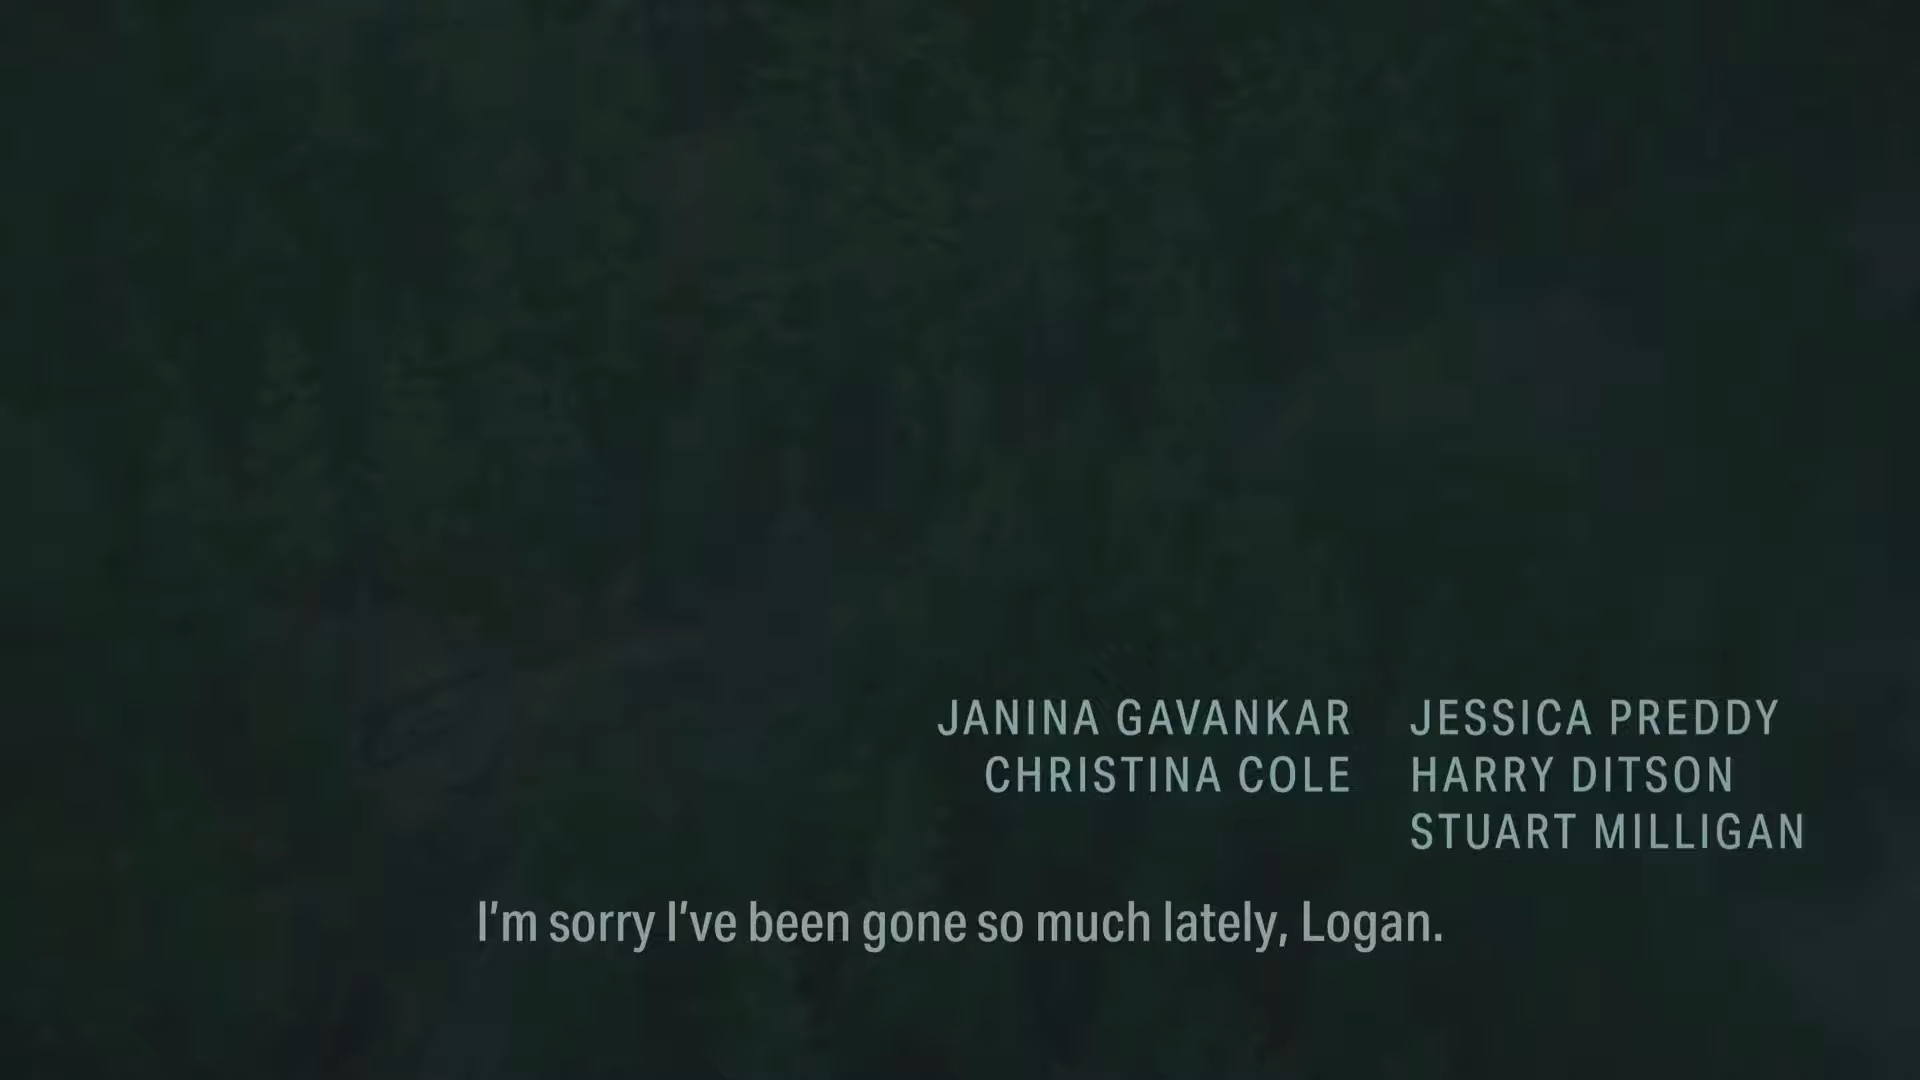 JANINA GAVANKAR
CHRISTINA COLE
JESSICA PREDDY
HARRY DITSON
STUART MILLIGAN
I'm sorry I've been gone so much lately, Logan.